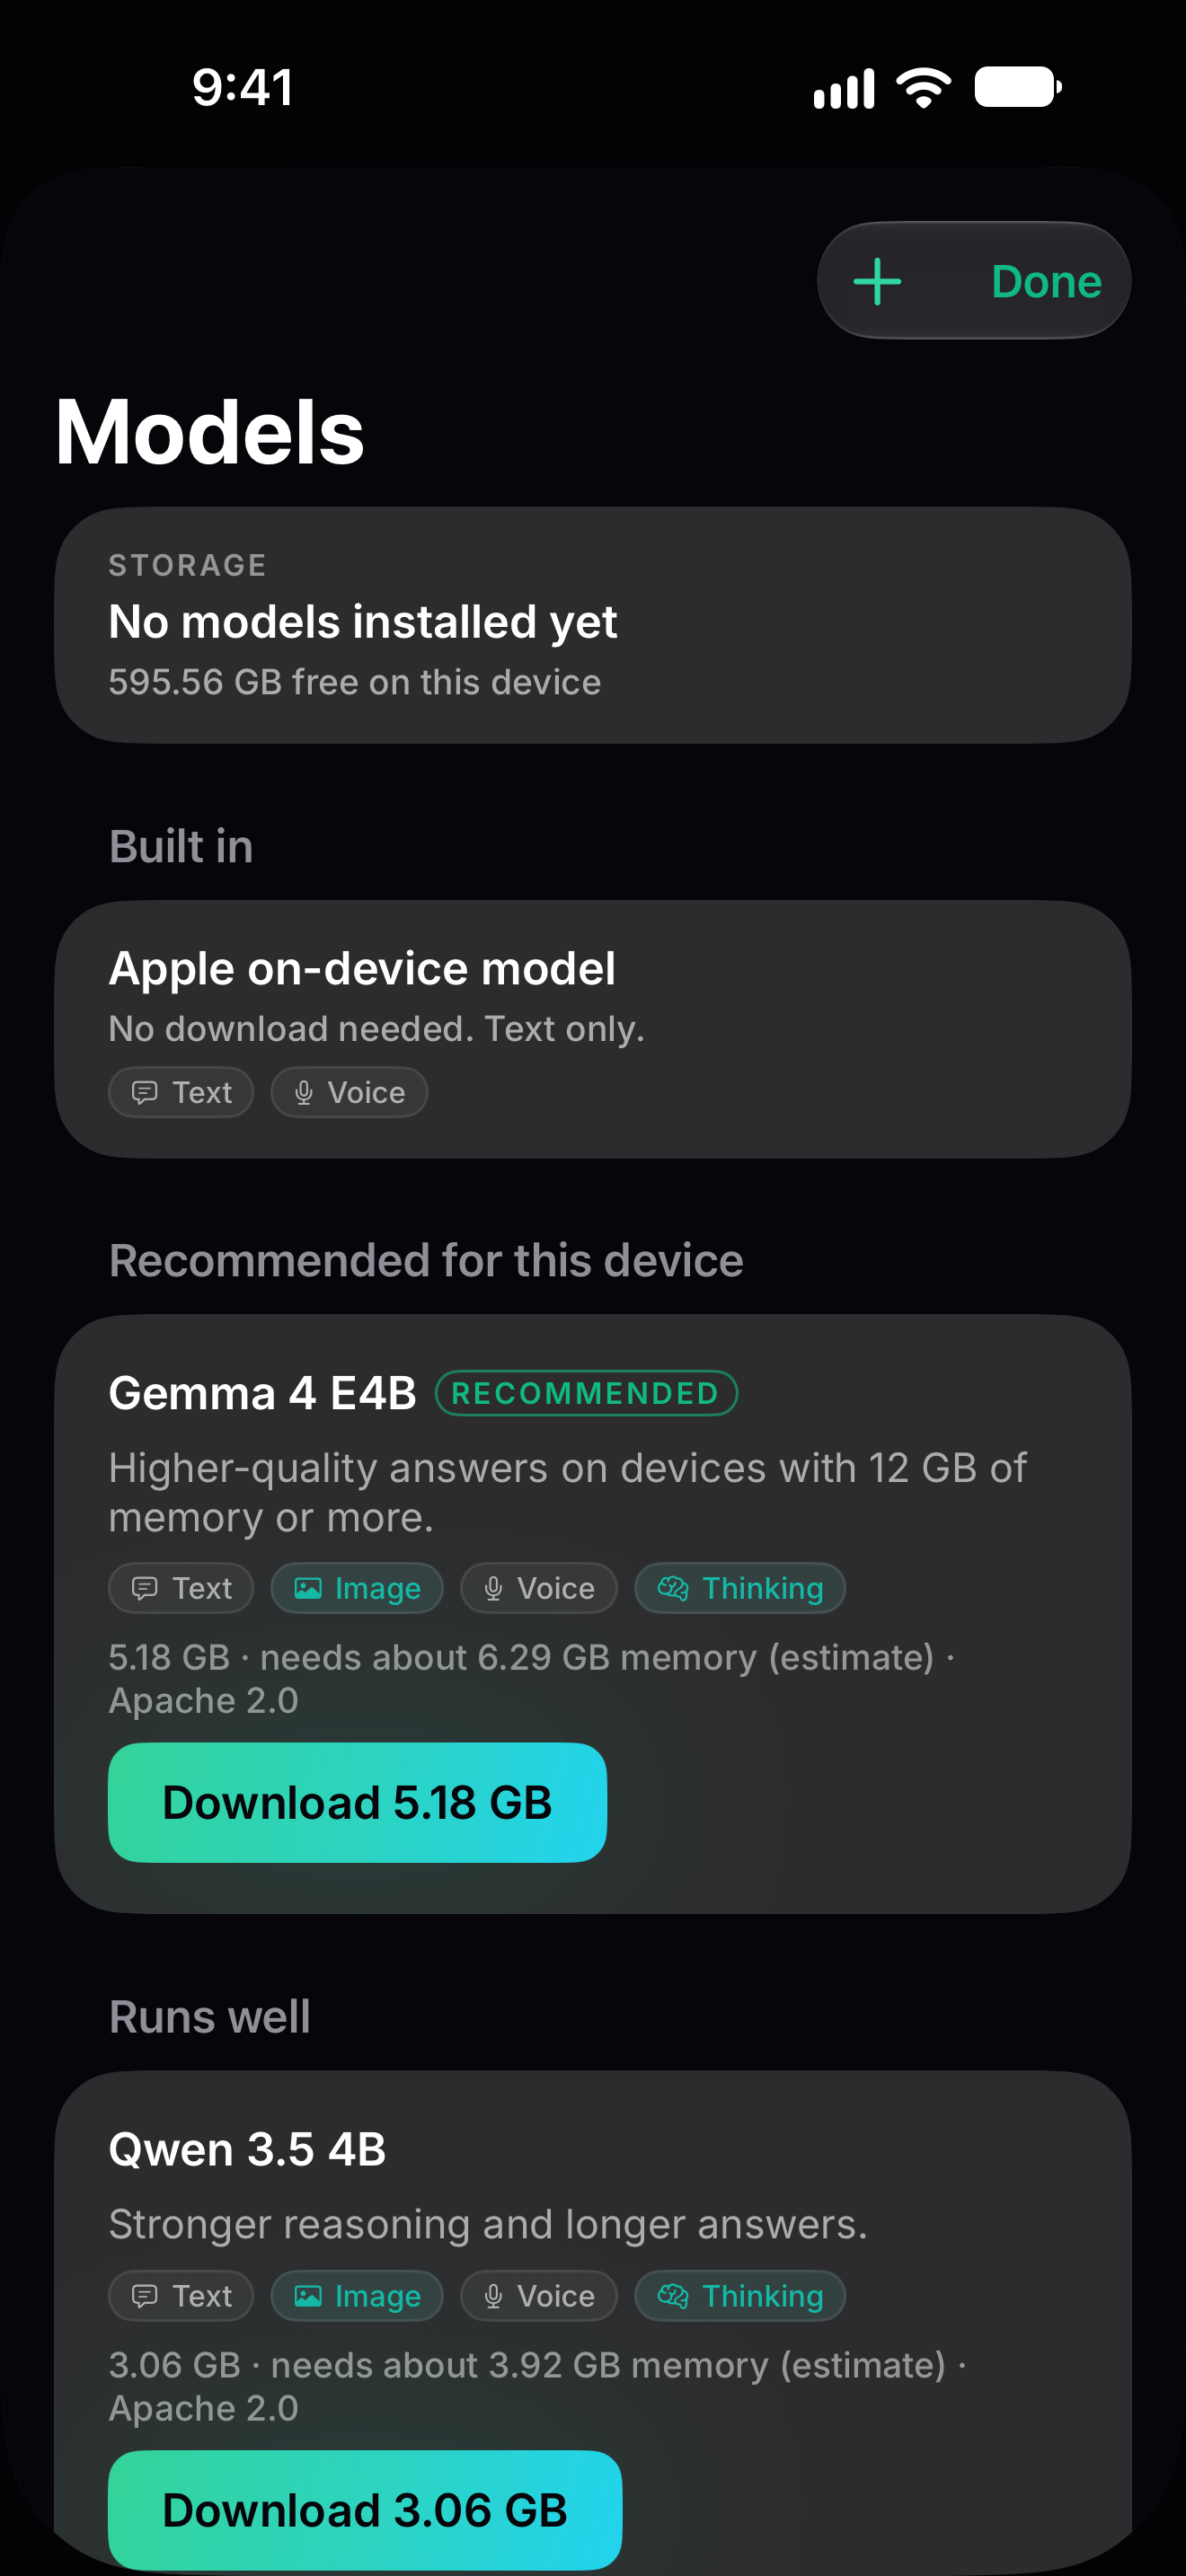 9:41
Done
Models
STORAGE
No models installed yet
595.56 GB free on this device
Built in
Apple on-device model
No download needed. Text only.
Text Voice
Recommended for this device
Gemma 4 E4B RECOMMENDED
Higher-quality answers on devices with 12 GB of
memory or more.
Text Image Voice Thinking
5.18 GB · needs about 6.29 GB memory (estimate) ·
Apache 2.0
Download 5.18 GB
Runs well
Qwen 3.5 4B
Stronger reasoning and longer answers.
Text Image Voice Thinking
3.06 GB · needs about 3.92 GB memory (estimate) ·
Apache 2.0
Download 3.06 GB